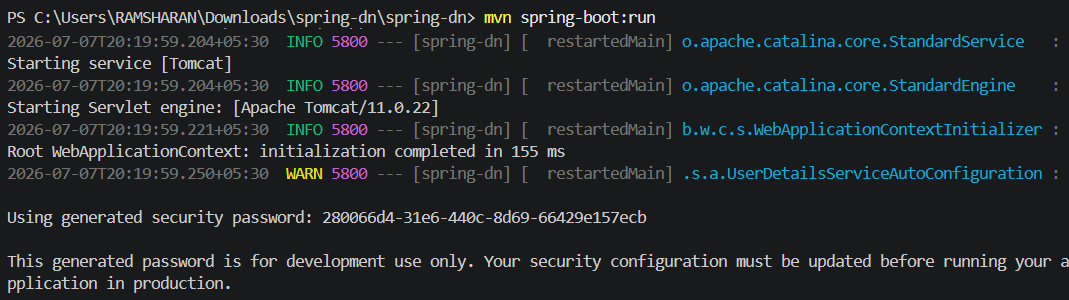 PS C:\Users\RAMSHARAN\Downloads\spring-dn\spring-dn> mvn spring-boot:run
2026-07-07T20:19:59.204+05:30  INFO 5800 --- [spring-dn] [  restartedMain] o.apache.catalina.core.StandardService   :
Starting service [Tomcat]
2026-07-07T20:19:59.204+05:30  INFO 5800 --- [spring-dn] [  restartedMain] o.apache.catalina.core.StandardEngine    :
Starting Servlet engine: [Apache Tomcat/11.0.22]
2026-07-07T20:19:59.221+05:30  INFO 5800 --- [spring-dn] [  restartedMain] b.w.c.s.WebApplicationContextInitializer :
Root WebApplicationContext: initialization completed in 155 ms
2026-07-07T20:19:59.250+05:30  WARN 5800 --- [spring-dn] [  restartedMain] .s.a.UserDetailsServiceAutoConfiguration :
Using generated security password: 280066d4-31e6-440c-8d69-66429e157ecb
This generated password is for development use only. Your security configuration must be updated before running your a
pplication in production.